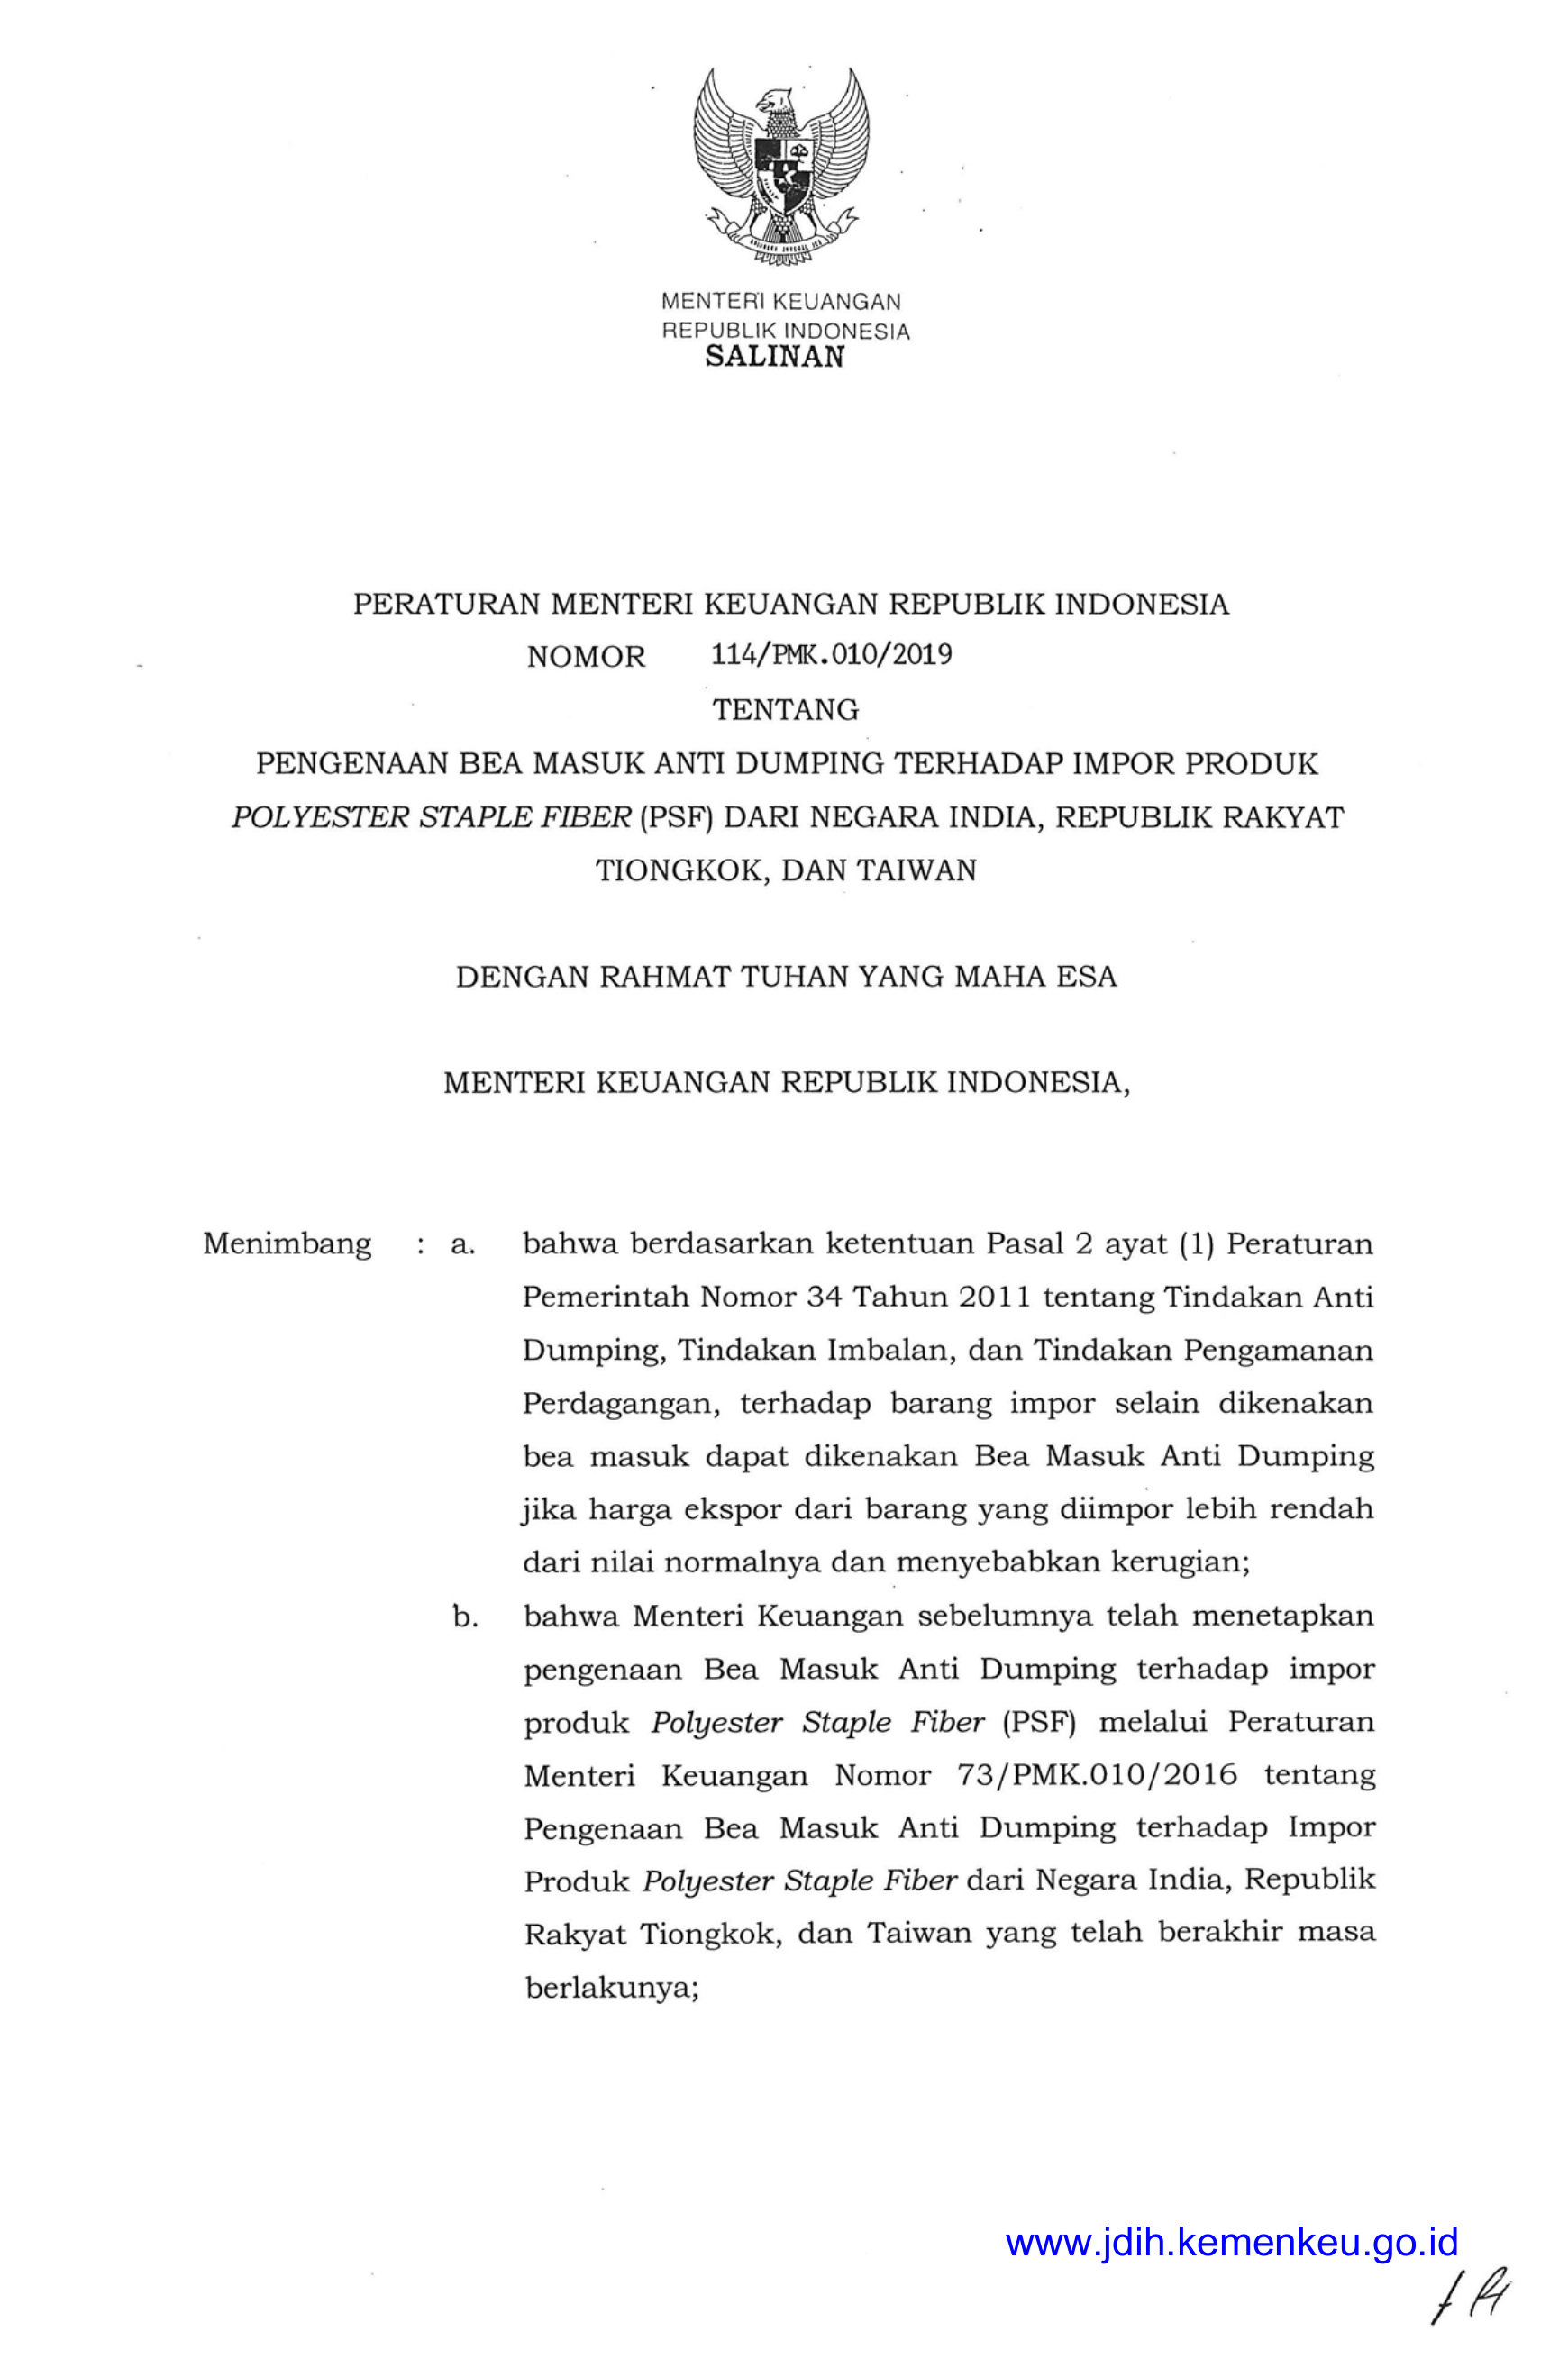 MENTERI KEUANGAN
REPUBLIK INDONESIA
SALINAN
PERATURAN MENTERI KEUANGAN REPUBLIK INDONESIA
NOMOR 114/PMK.010/2019
TENTANG
PENGENAAN BEA MASUK ANTI DUMPING TERHADAP IMPOR PRODUK
POLYESTER STAPLE FIBER (PSF) DARI NEGARA INDIA, REPUBLIK RAKYAT
TIONGKOK, DAN TAIWAN
DENGAN RAHMAT TUHAN YANG MAHA ESA
MENTERI KEUANGAN REPUBLIK INDONESIA,
Menimbang : a. bahwa berdasarkan ketentuan Pasal 2 ayat (1) Peraturan
Pemerintah Nomor 34 Tahun 2011 tentang Tindakan Anti
Dumping, Tindakan Imbalan, dan Tindakan Pengamanan
Perdagangan, terhadap barang impor selain dikenakan
bea masuk dapat dikenakan Bea Masuk Anti Dumping
jika harga ekspor dari barang yang diimpor lebih rendah
dari nilai normalnya dan menyebabkan kerugian;
b. bahwa Menteri Keuangan sebelumnya telah menetapkan
pengenaan Bea Masuk Anti Dumping terhadap impor
produk Polyester Staple Fiber (PSF) melalui Peraturan
Menteri Keuangan Nomor 73/PMK.010/2016 tentang
Pengenaan Bea Masuk Anti Dumping terhadap Impor
Produk Polyester Staple Fiber dari Negara India, Republik
Rakyat Tiongkok, dan Taiwan yang telah berakhir masa
berlakunya;
www.jdih.kemenkeu.go.id